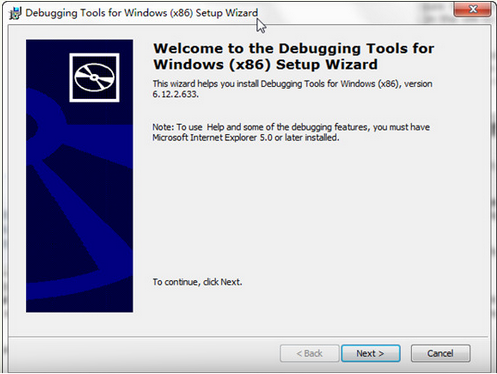 Debugging Tools for Windows (x86) Setup Wizard
Welcome to the Debugging Tools for
Windows (x86) Setup Wizard
This wizard helps you install Debugging Tools for Windows (x86), version
6.12.2.633.
Note: To use Help and some of the debugging features, you must have
Microsoft Internet Explorer 5.0 or later installed.
To continue, click Next.
< Back
Next >
Cancel